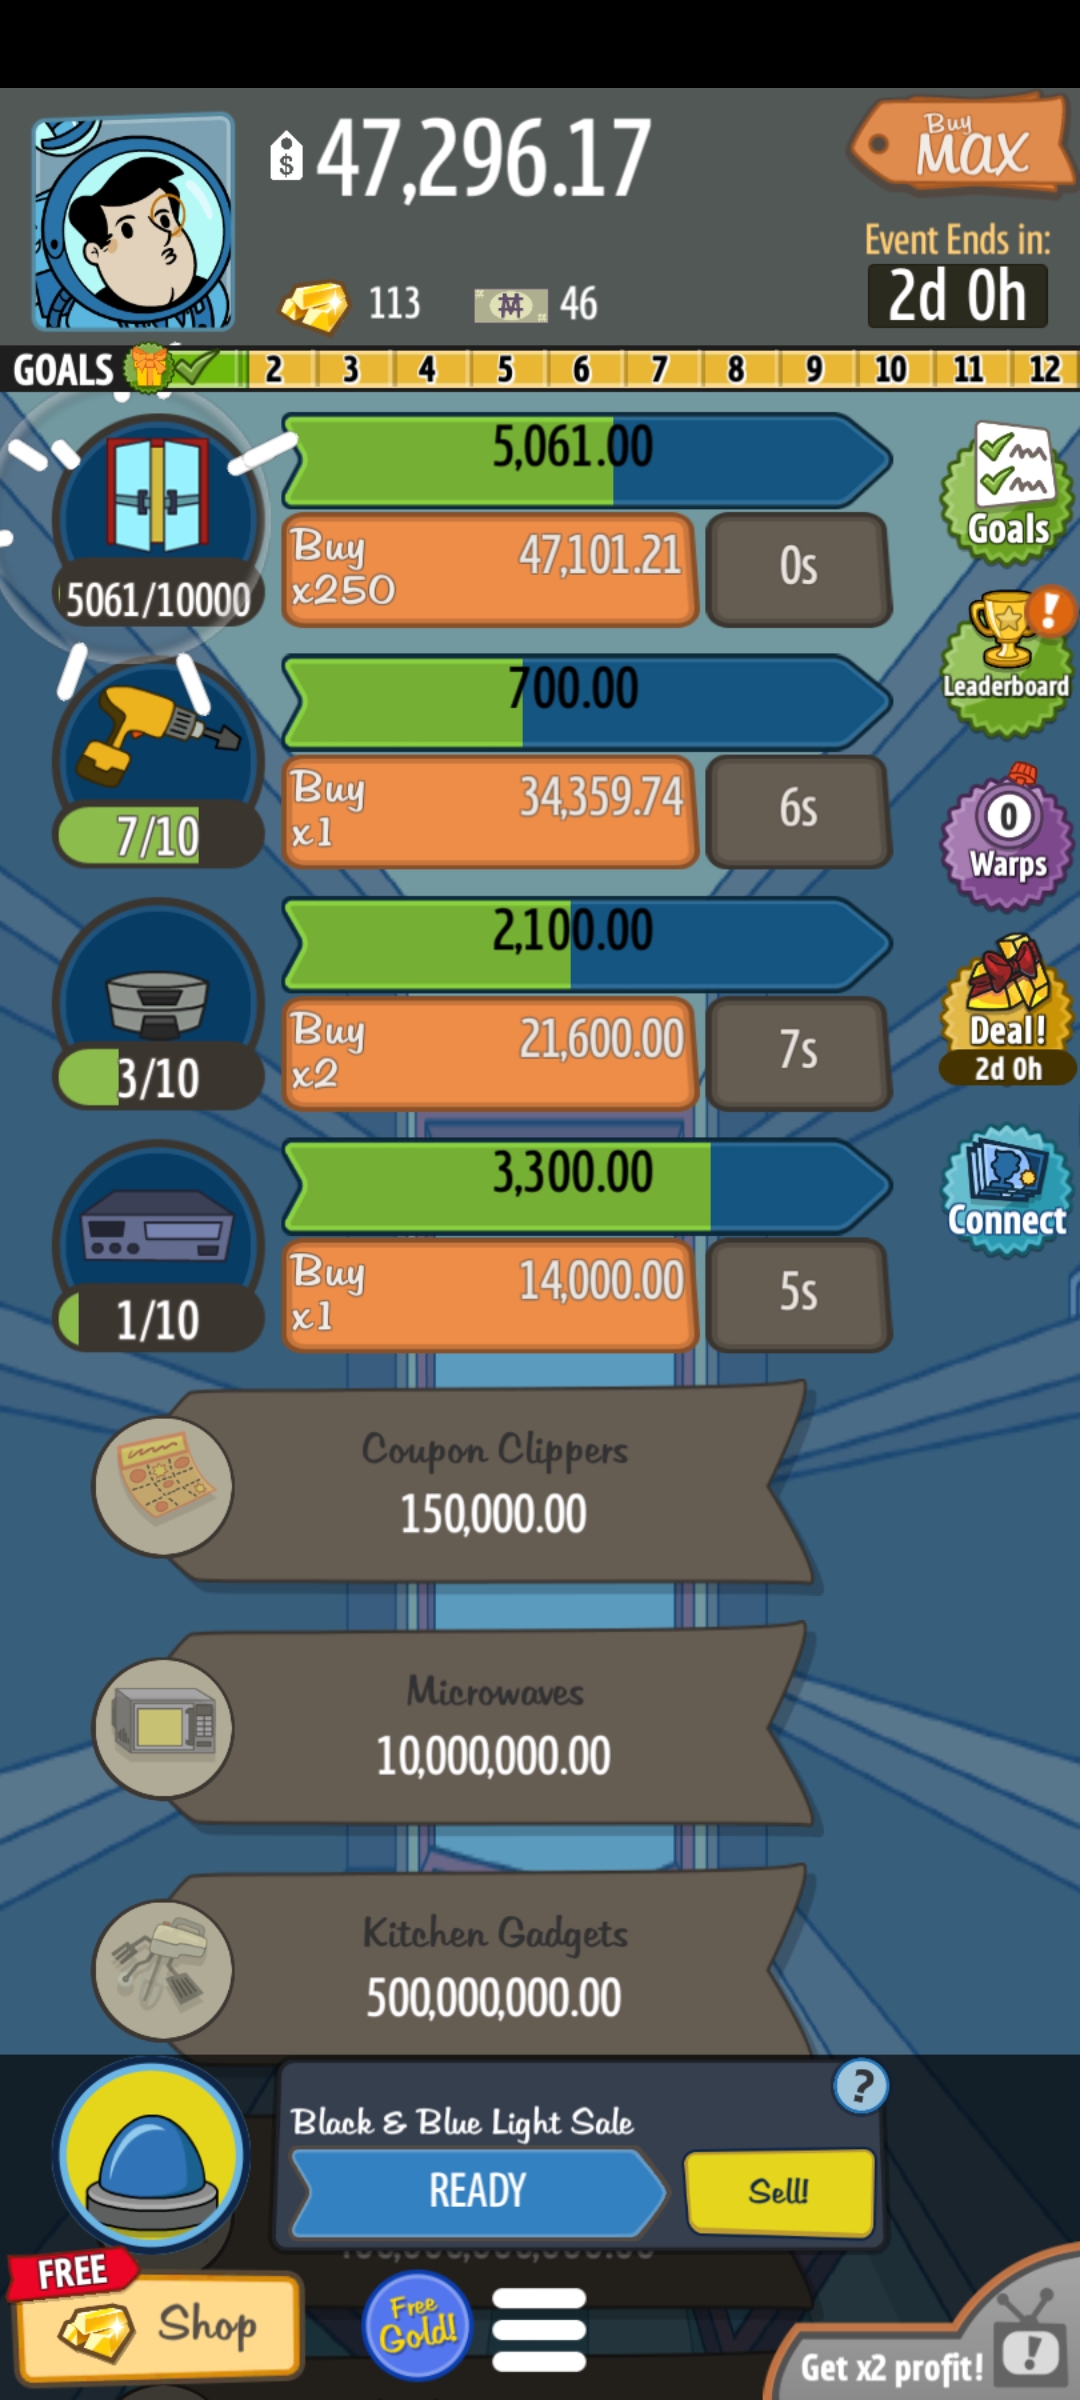 $ 47,296.17
Buy
MAX
Event Ends in:
2d 0h
113
46
GOALS 2 3 4 5 6 7 8 9 10 11 12
5,061.00
5061/10000
Buy
x250
47,101.21
0s
Goals
700.00
7/10
Buy
x1
34,359.74
6s
!
Leaderboard
0
Warps
2,100.00
3/10
Buy
x2
21,600.00
7s
Deal!
2d 0h
3,300.00
1/10
Buy
x1
14,000.00
5s
Connect
Coupon Clippers
150,000.00
Microwaves
10,000,000.00
Kitchen Gadgets
500,000,000.00
Black & Blue Light Sale
?
READY
Sell!
FREE
Shop
Free
Gold!
Get x2 profit!
!